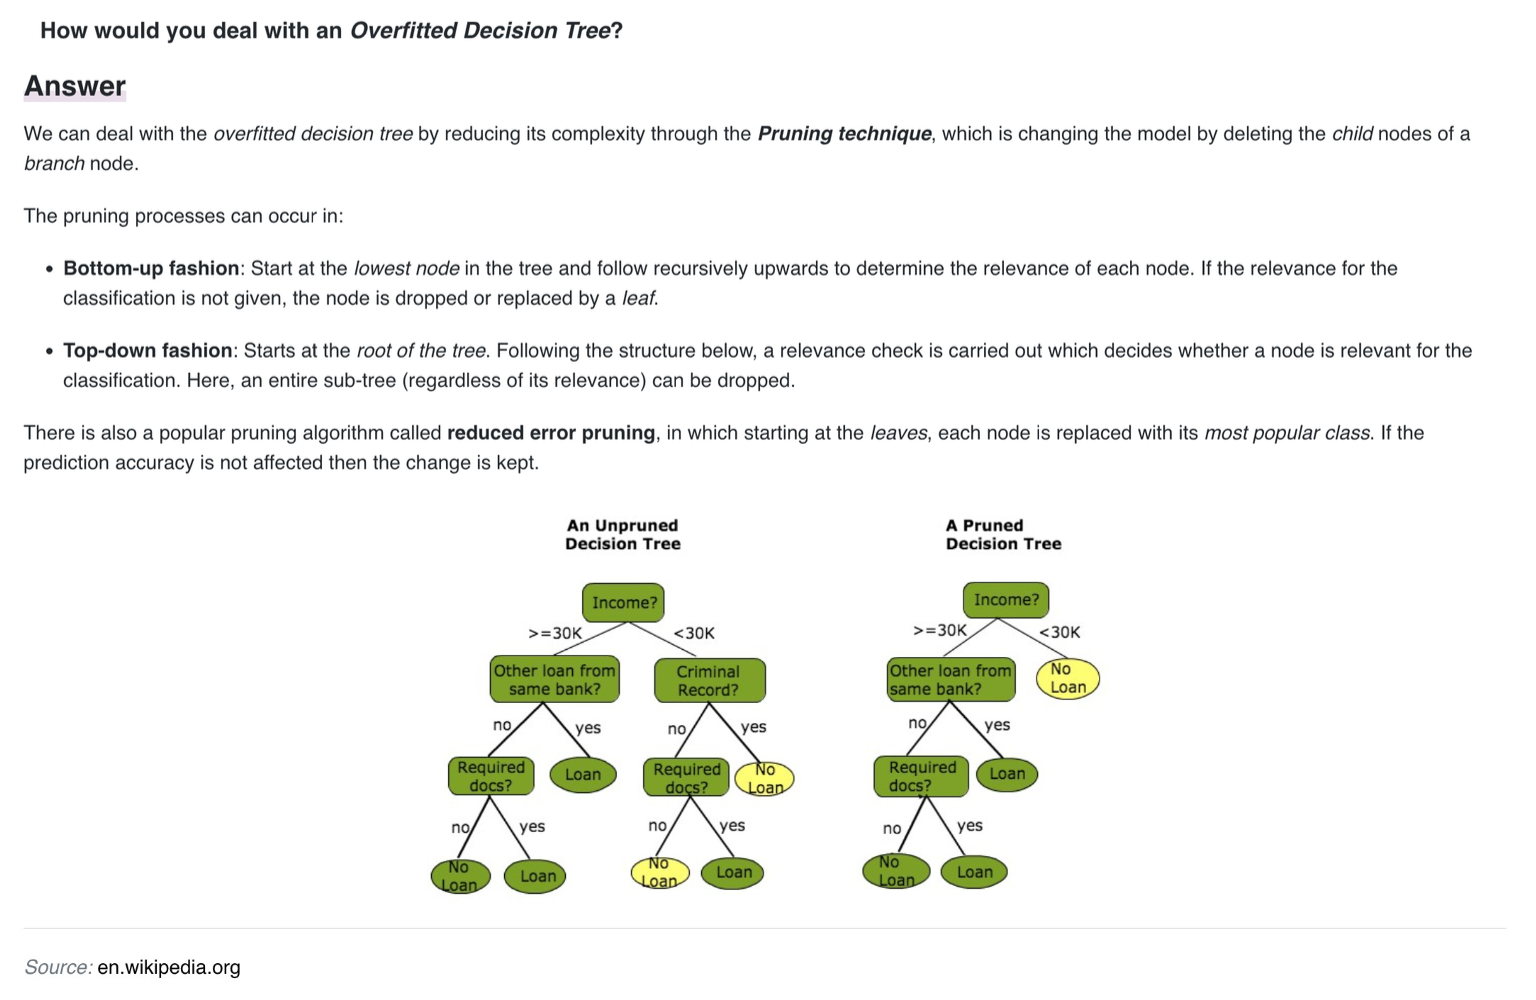 How would you deal with an Overfitted Decision Tree?
Answer
We can deal with the overfitted decision tree by reducing its complexity through the Pruning technique, which is changing the model by deleting the child nodes of a
branch node.
The pruning processes can occur in:
• Bottom-up fashion: Start at the lowest node in the tree and follow recursively upwards to determine the relevance of each node. If the relevance for the
classification is not given, the node is dropped or replaced by a leaf.
• Top-down fashion: Starts at the root of the tree. Following the structure below, a relevance check is carried out which decides whether a node is relevant for the
classification. Here, an entire sub-tree (regardless of its relevance) can be dropped.
There is also a popular pruning algorithm called reduced error pruning, in which starting at the leaves, each node is replaced with its most popular class. If the
prediction accuracy is not affected then the change is kept.
An Unpruned
Decision Tree
Income?
>=30K
<30K
Other loan from
same bank?
Criminal
Record?
no
yes
no
yes
Required
docs?
Loan
Required
docs?
No
Loan
no
yes
no
yes
No
Loan
Loan
No
Loan
Loan
A Pruned
Decision Tree
Income?
>=30K
<30K
Other loan from
same bank?
No
Loan
no
yes
Required
docs?
Loan
no
yes
No
Loan
Loan
Source: en.wikipedia.org